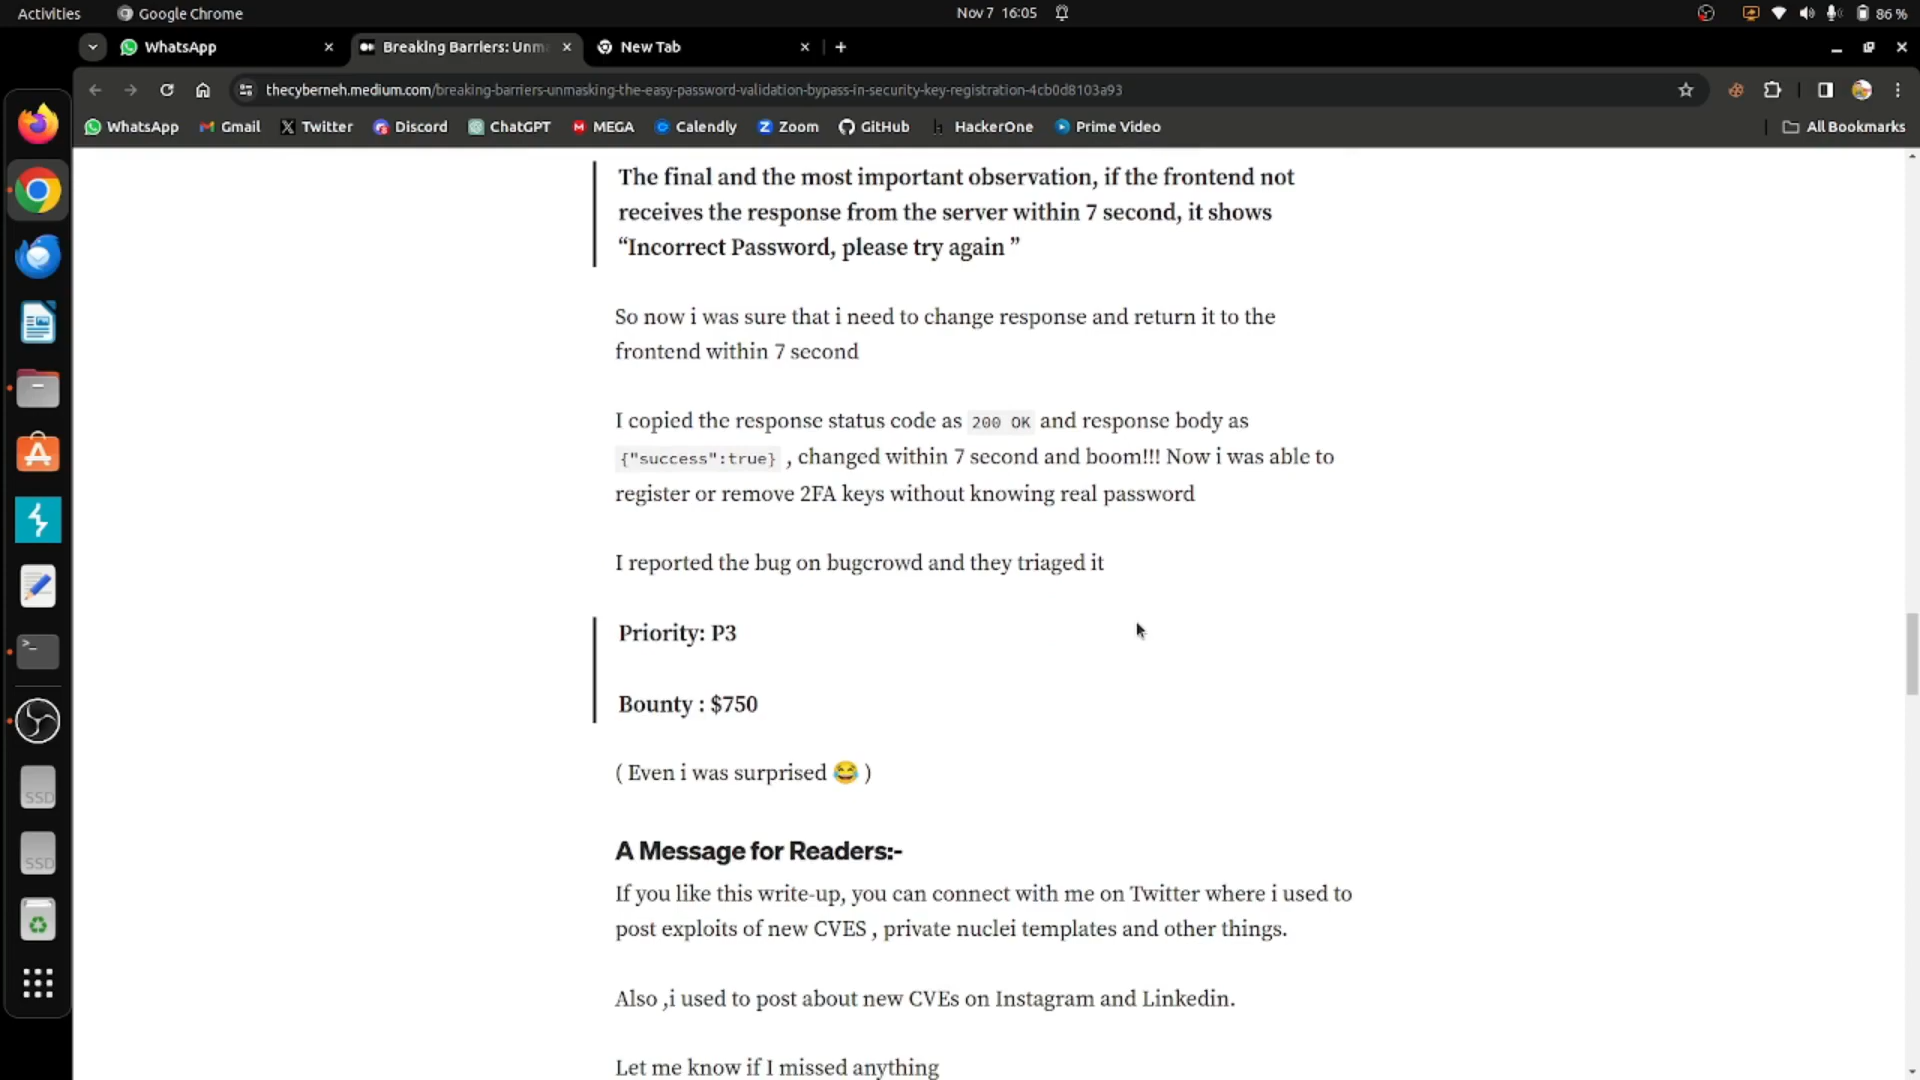 Activities
Google Chrome
Nov 7 16:05
86 %
WhatsApp
Breaking Barriers: Unm
New Tab
thecyberneh.medium.com/breaking-barriers-unmasking-the-easy-password-validation-bypass-in-security-key-registration-4cb0d8103a93
WhatsApp
Gmail
Twitter
Discord
ChatGPT
MEGA
Calendly
Zoom
GitHub
HackerOne
Prime Video
All Bookmarks
The final and the most important observation, if the frontend not
receives the response from the server within 7 second, it shows
“Incorrect Password, please try again ”
So now i was sure that i need to change response and return it to the
frontend within 7 second
I copied the response status code as 200 OK and response body as
{"success":true} , changed within 7 second and boom!!! Now i was able to
register or remove 2FA keys without knowing real password
I reported the bug on bugcrowd and they triaged it
Priority: P3
Bounty : $750
( Even i was surprised 😂 )
A Message for Readers:-
If you like this write-up, you can connect with me on Twitter where i used to
post exploits of new CVES , private nuclei templates and other things.
Also ,i used to post about new CVEs on Instagram and Linkedin.
Let me know if I missed anything
SSD
SSD